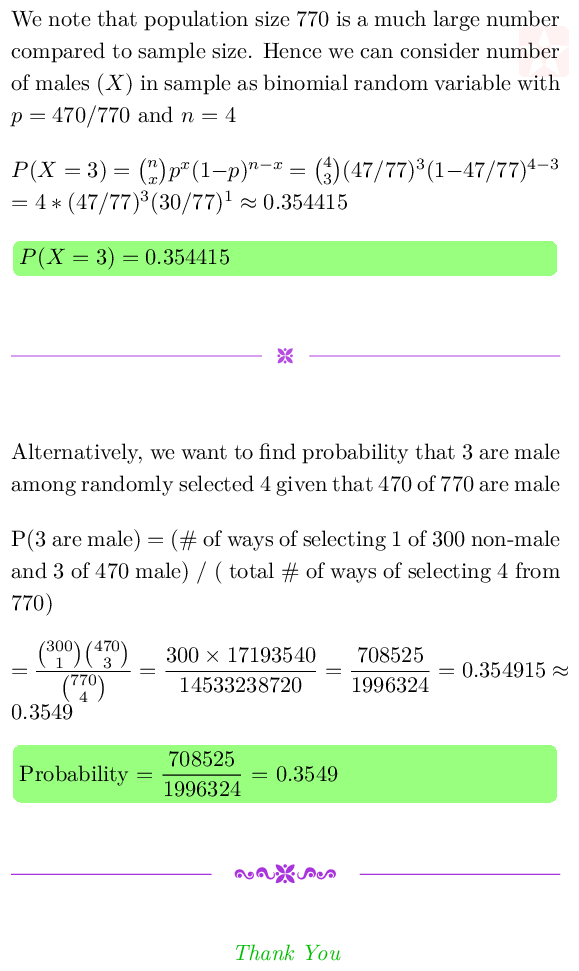 We note that population size 770 is a much large number
compared to sample size. Hence we can consider number
of males (X) in sample as binomial random variable with
p = 470/770 and n = 4
P(X = 3) = \binom{n}{x} p^x (1−p)^{n−x} = \binom{4}{3} (47/77)^3 (1−47/77)^{4−3}
= 4 ∗ (47/77)^3 (30/77)^1 ≈ 0.354415
P(X = 3) = 0.354415
Alternatively, we want to find probability that 3 are male
among randomly selected 4 given that 470 of 770 are male
P(3 are male) = (# of ways of selecting 1 of 300 non-male
and 3 of 470 male) / ( total # of ways of selecting 4 from
770)
= \frac{\binom{300}{1}\binom{470}{3}}{\binom{770}{4}} = \frac{300 × 17193540}{14533238720} = \frac{708525}{1996324} = 0.354915 ≈
0.3549
Probability = \frac{708525}{1996324} = 0.3549
Thank You